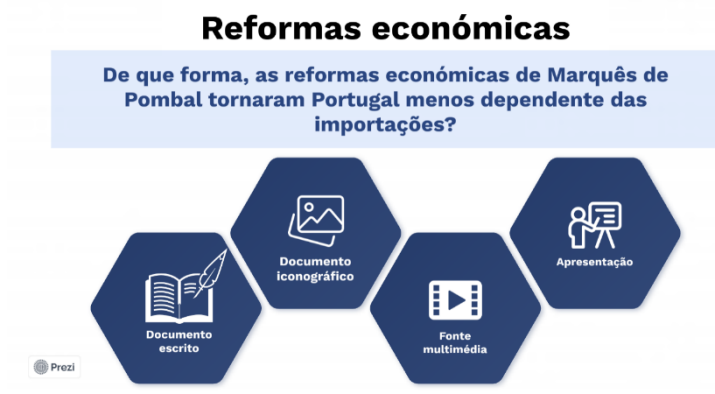 Reformas económicas
De que forma, as reformas económicas de Marquês de
Pombal tornaram Portugal menos dependente das
importações?
Documento
escrito
Documento
iconográfico
Fonte
multimédia
Apresentação
Prezi